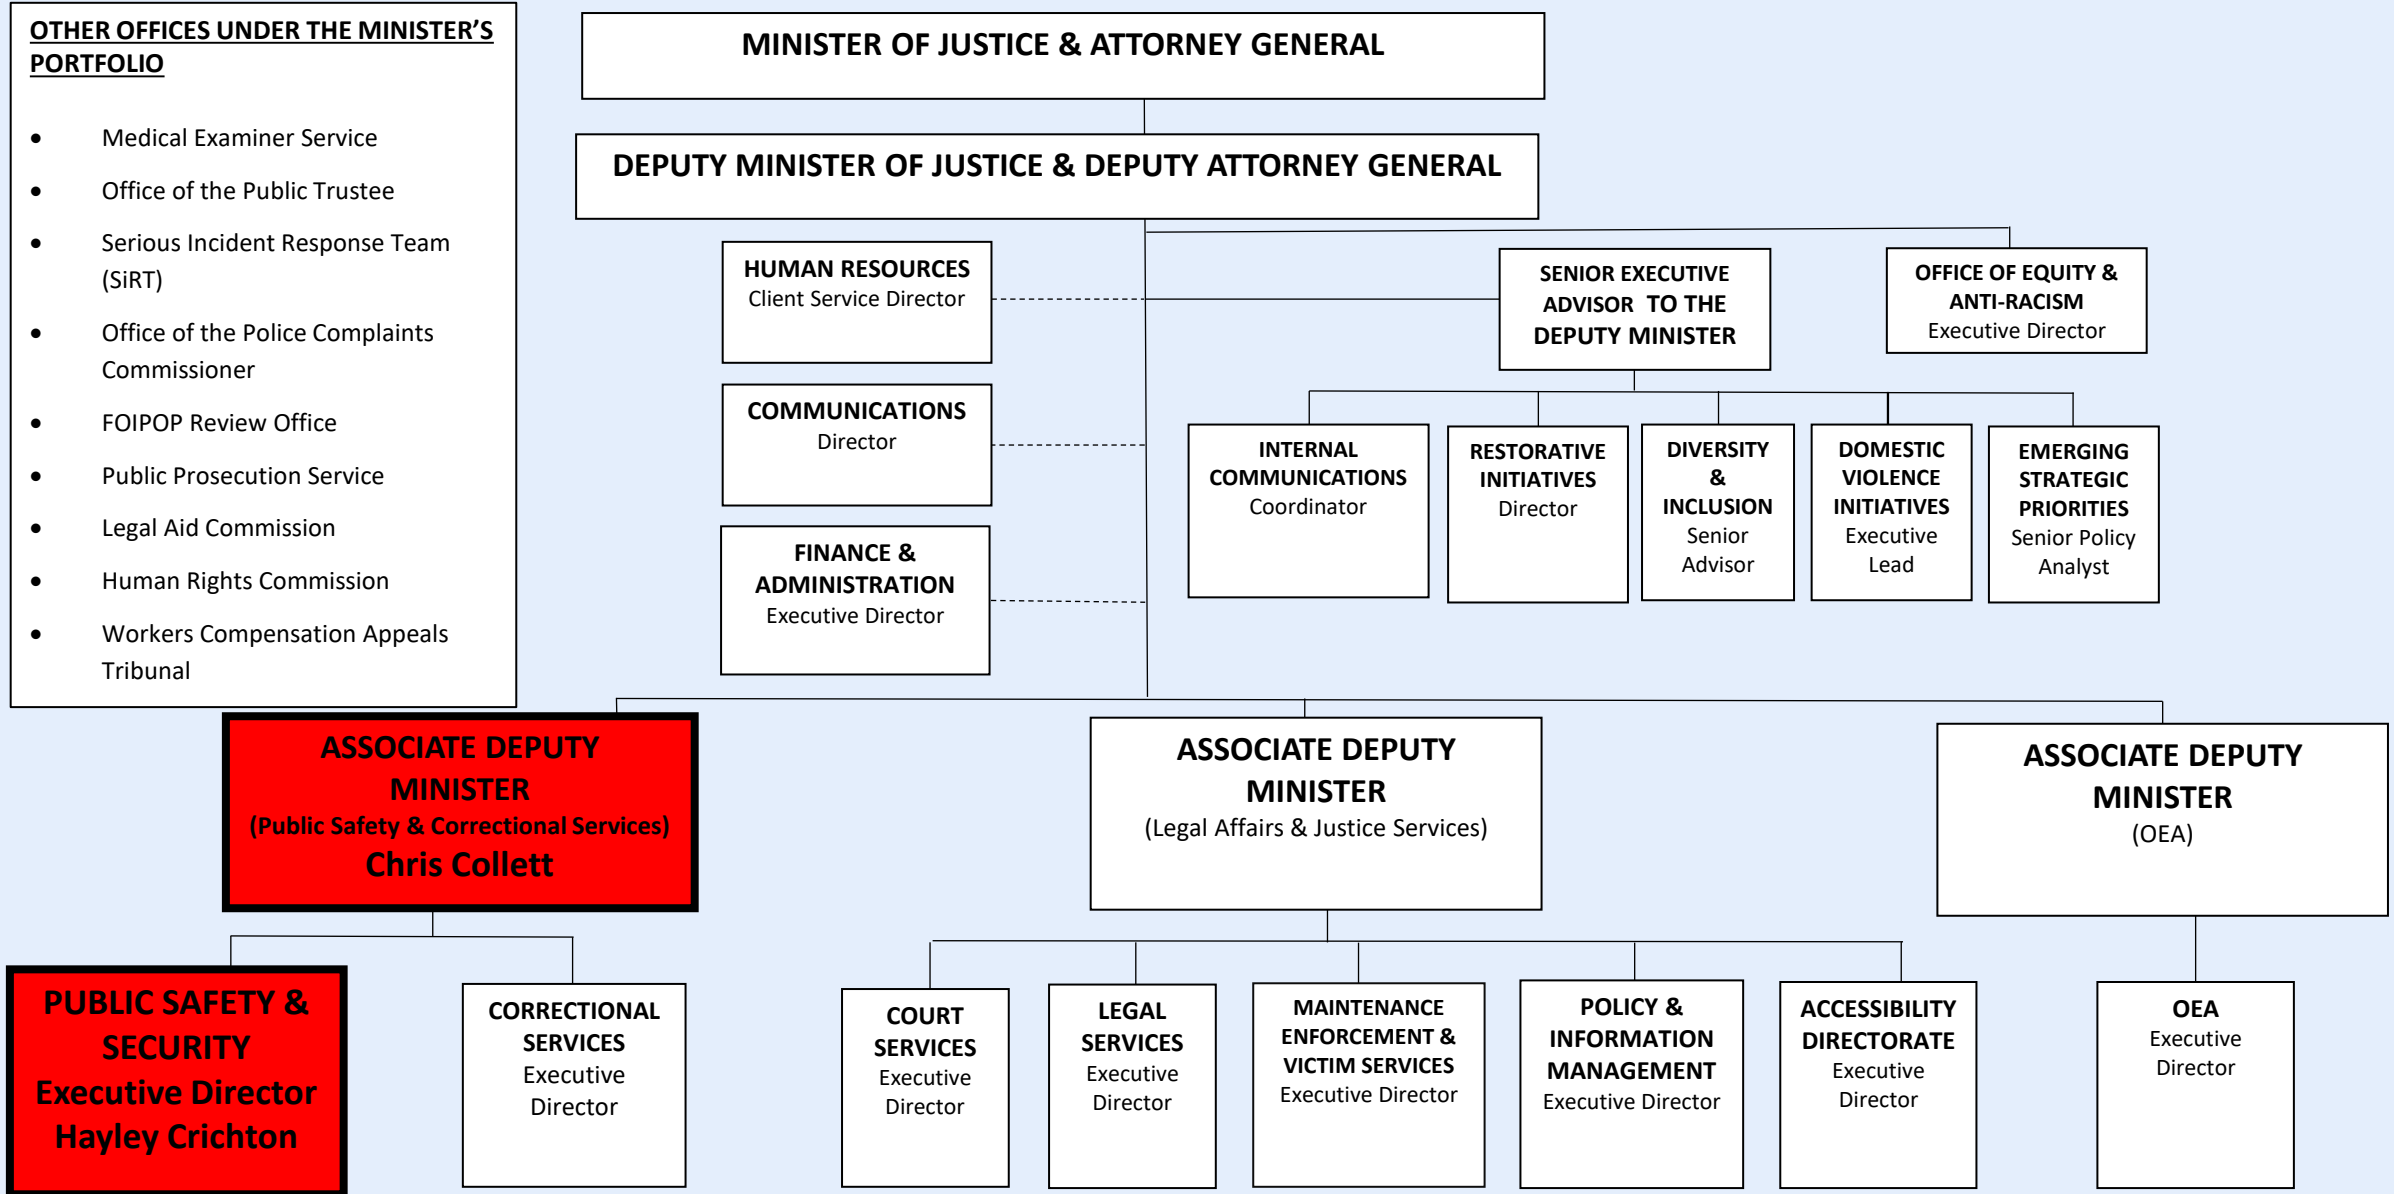 OTHER OFFICES UNDER THE MINISTER’S
PORTFOLIO
• Medical Examiner Service
• Office of the Public Trustee
• Serious Incident Response Team
(SiRT)
• Office of the Police Complaints
Commissioner
• FOIPOP Review Office
• Public Prosecution Service
• Legal Aid Commission
• Human Rights Commission
• Workers Compensation Appeals
Tribunal
MINISTER OF JUSTICE & ATTORNEY GENERAL
DEPUTY MINISTER OF JUSTICE & DEPUTY ATTORNEY GENERAL
HUMAN RESOURCES
Client Service Director
SENIOR EXECUTIVE
ADVISOR TO THE
DEPUTY MINISTER
OFFICE OF EQUITY &
ANTI-RACISM
Executive Director
COMMUNICATIONS
Director
INTERNAL
COMMUNICATIONS
Coordinator
RESTORATIVE
INITIATIVES
Director
DIVERSITY
&
INCLUSION
Senior
Advisor
DOMESTIC
VIOLENCE
INITIATIVES
Executive
Lead
EMERGING
STRATEGIC
PRIORITIES
Senior Policy
Analyst
FINANCE &
ADMINISTRATION
Executive Director
ASSOCIATE DEPUTY
MINISTER
(Public Safety & Correctional Services)
Chris Collett
ASSOCIATE DEPUTY
MINISTER
(Legal Affairs & Justice Services)
ASSOCIATE DEPUTY
MINISTER
(OEA)
PUBLIC SAFETY &
SECURITY
Executive Director
Hayley Crichton
CORRECTIONAL
SERVICES
Executive
Director
COURT
SERVICES
Executive
Director
LEGAL
SERVICES
Executive
Director
MAINTENANCE
ENFORCEMENT &
VICTIM SERVICES
Executive Director
POLICY &
INFORMATION
MANAGEMENT
Executive Director
ACCESSIBILITY
DIRECTORATE
Executive
Director
OEA
Executive
Director